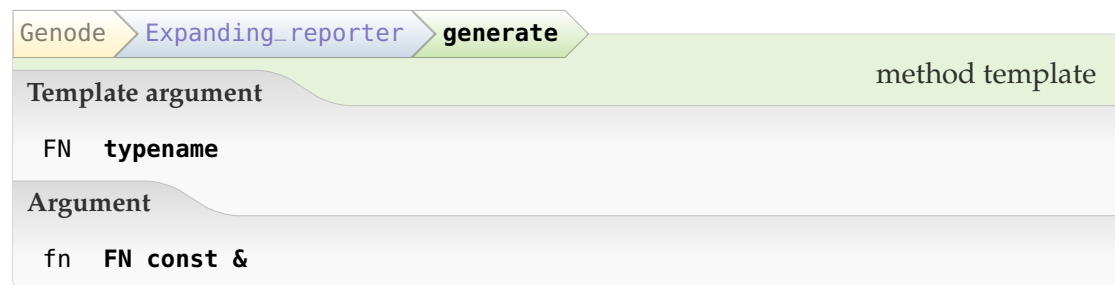 Genode Expanding_reporter generate
method template
Template argument
FN typename
Argument
fn FN const &